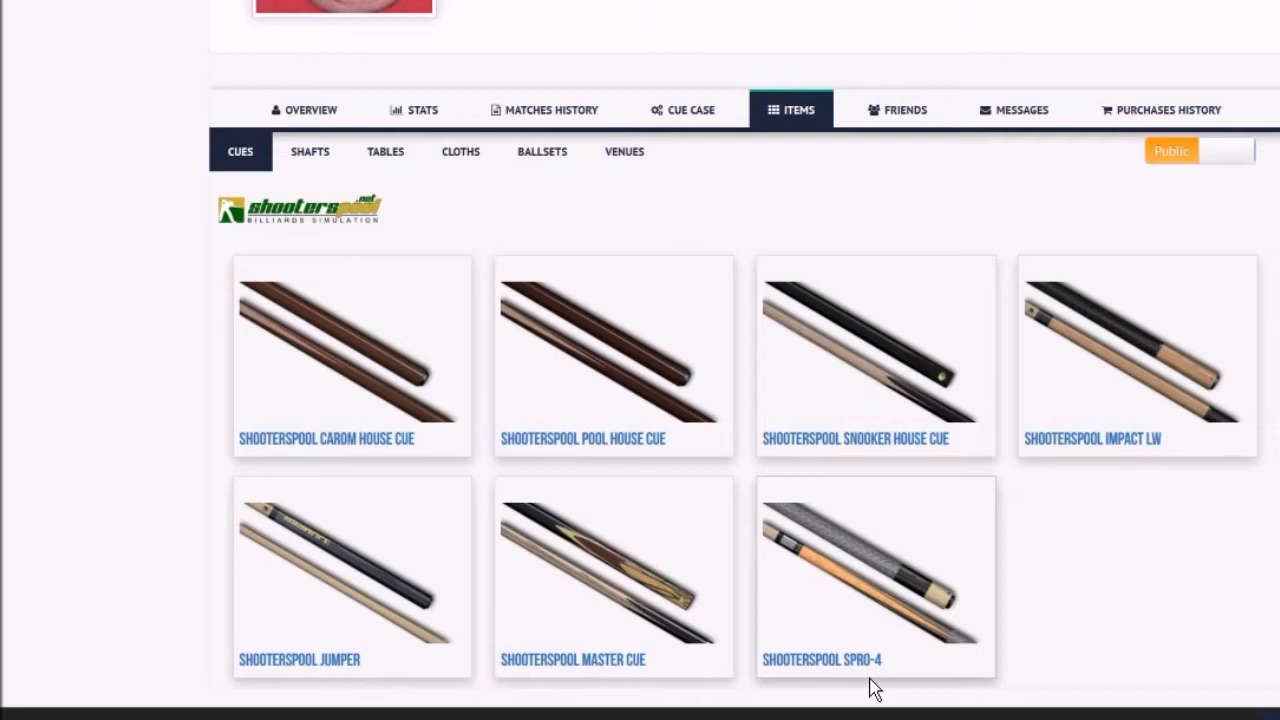 OVERVIEW STATS MATCHES HISTORY CUE CASE ITEMS FRIENDS MESSAGES PURCHASES HISTORY
CUES SHAFTS TABLES CLOTHS BALLSETS VENUES Public
shooterspool.net
BILLIARDS SIMULATION
SHOOTERSPOOL CAROM HOUSE CUE SHOOTERSPOOL POOL HOUSE CUE SHOOTERSPOOL SNOOKER HOUSE CUE SHOOTERSPOOL IMPACT LW
SHOOTERSPOOL JUMPER SHOOTERSPOOL MASTER CUE SHOOTERSPOOL SPRO-4